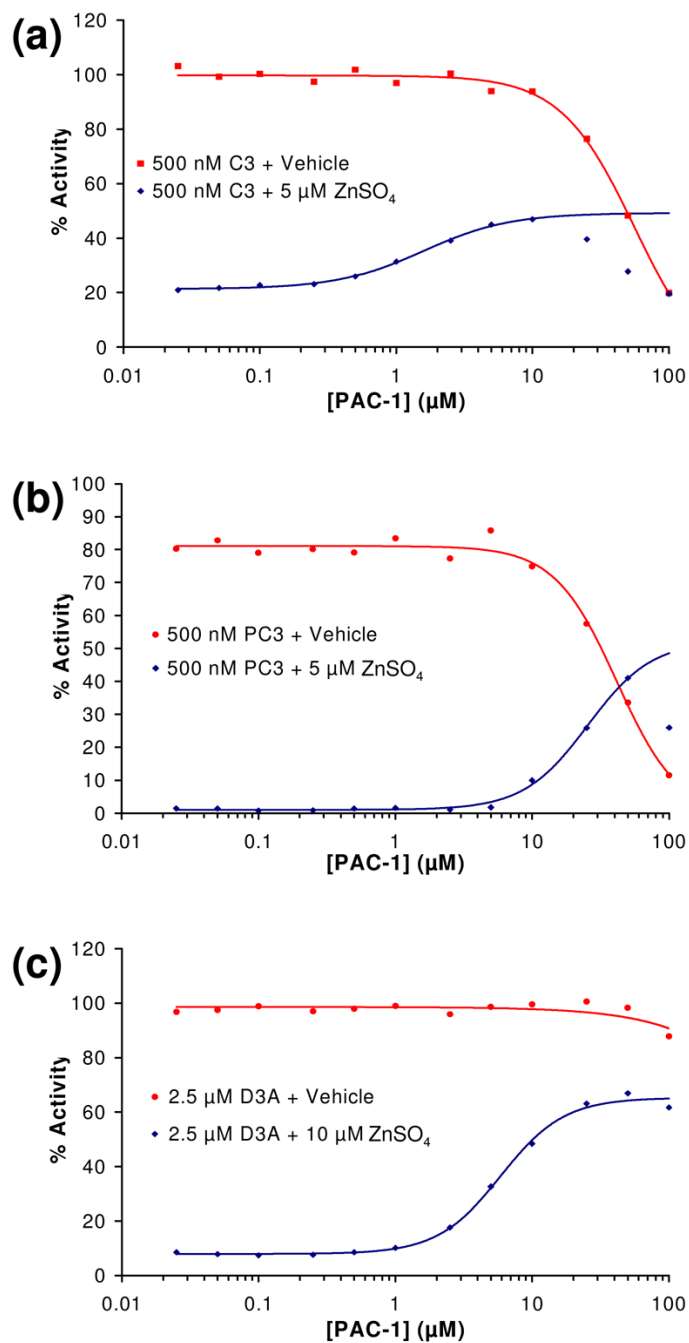 (a)
120
100
80
60
40
20
0
% Activity
500 nM C3 + Vehicle
500 nM C3 + 5 μM ZnSO₄
0.01 0.1 1 10 100
[PAC-1] (μM)
(b)
100
90
80
70
60
50
40
30
20
10
0
% Activity
500 nM PC3 + Vehicle
500 nM PC3 + 5 μM ZnSO₄
0.01 0.1 1 10 100
[PAC-1] (μM)
(c)
120
100
80
60
40
20
0
% Activity
2.5 μM D3A + Vehicle
2.5 μM D3A + 10 μM ZnSO₄
0.01 0.1 1 10 100
[PAC-1] (μM)